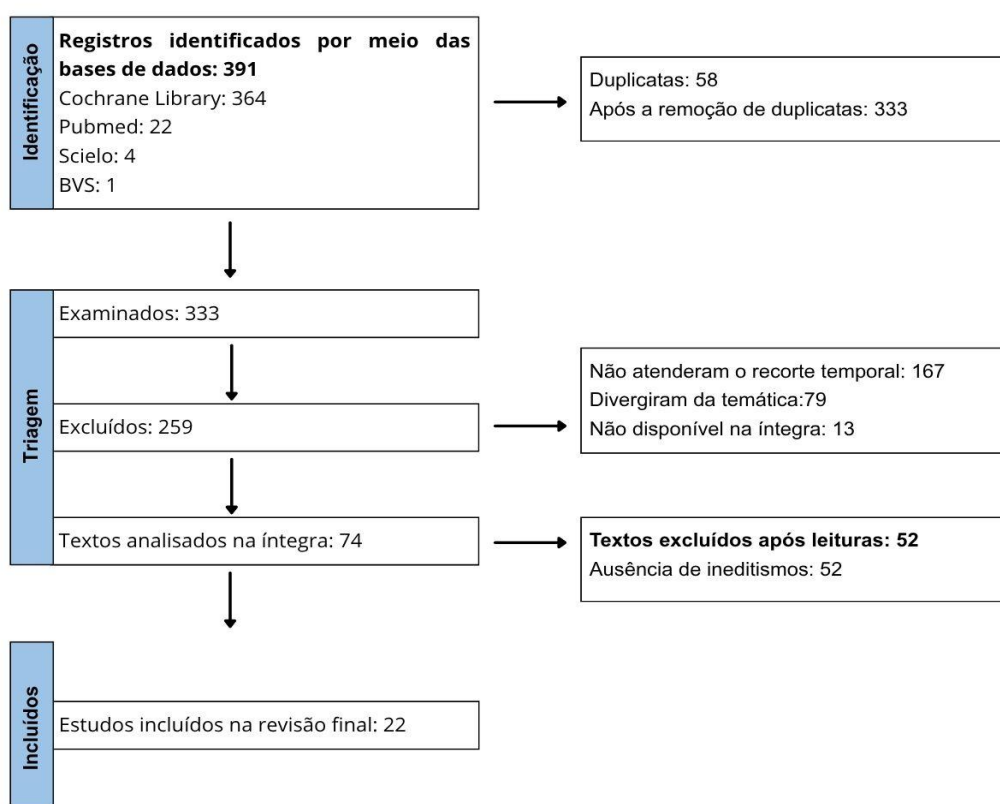 Identificação
Registros identificados por meio das
bases de dados: 391
Cochrane Library: 364
Pubmed: 22
Scielo: 4
BVS: 1
Duplicatas: 58
Após a remoção de duplicatas: 333
Triagem
Examinados: 333
Excluídos: 259
Não atenderam o recorte temporal: 167
Divergiram da temática:79
Não disponível na íntegra: 13
Textos analisados na íntegra: 74
Textos excluídos após leituras: 52
Ausência de ineditismos: 52
Incluídos
Estudos incluídos na revisão final: 22